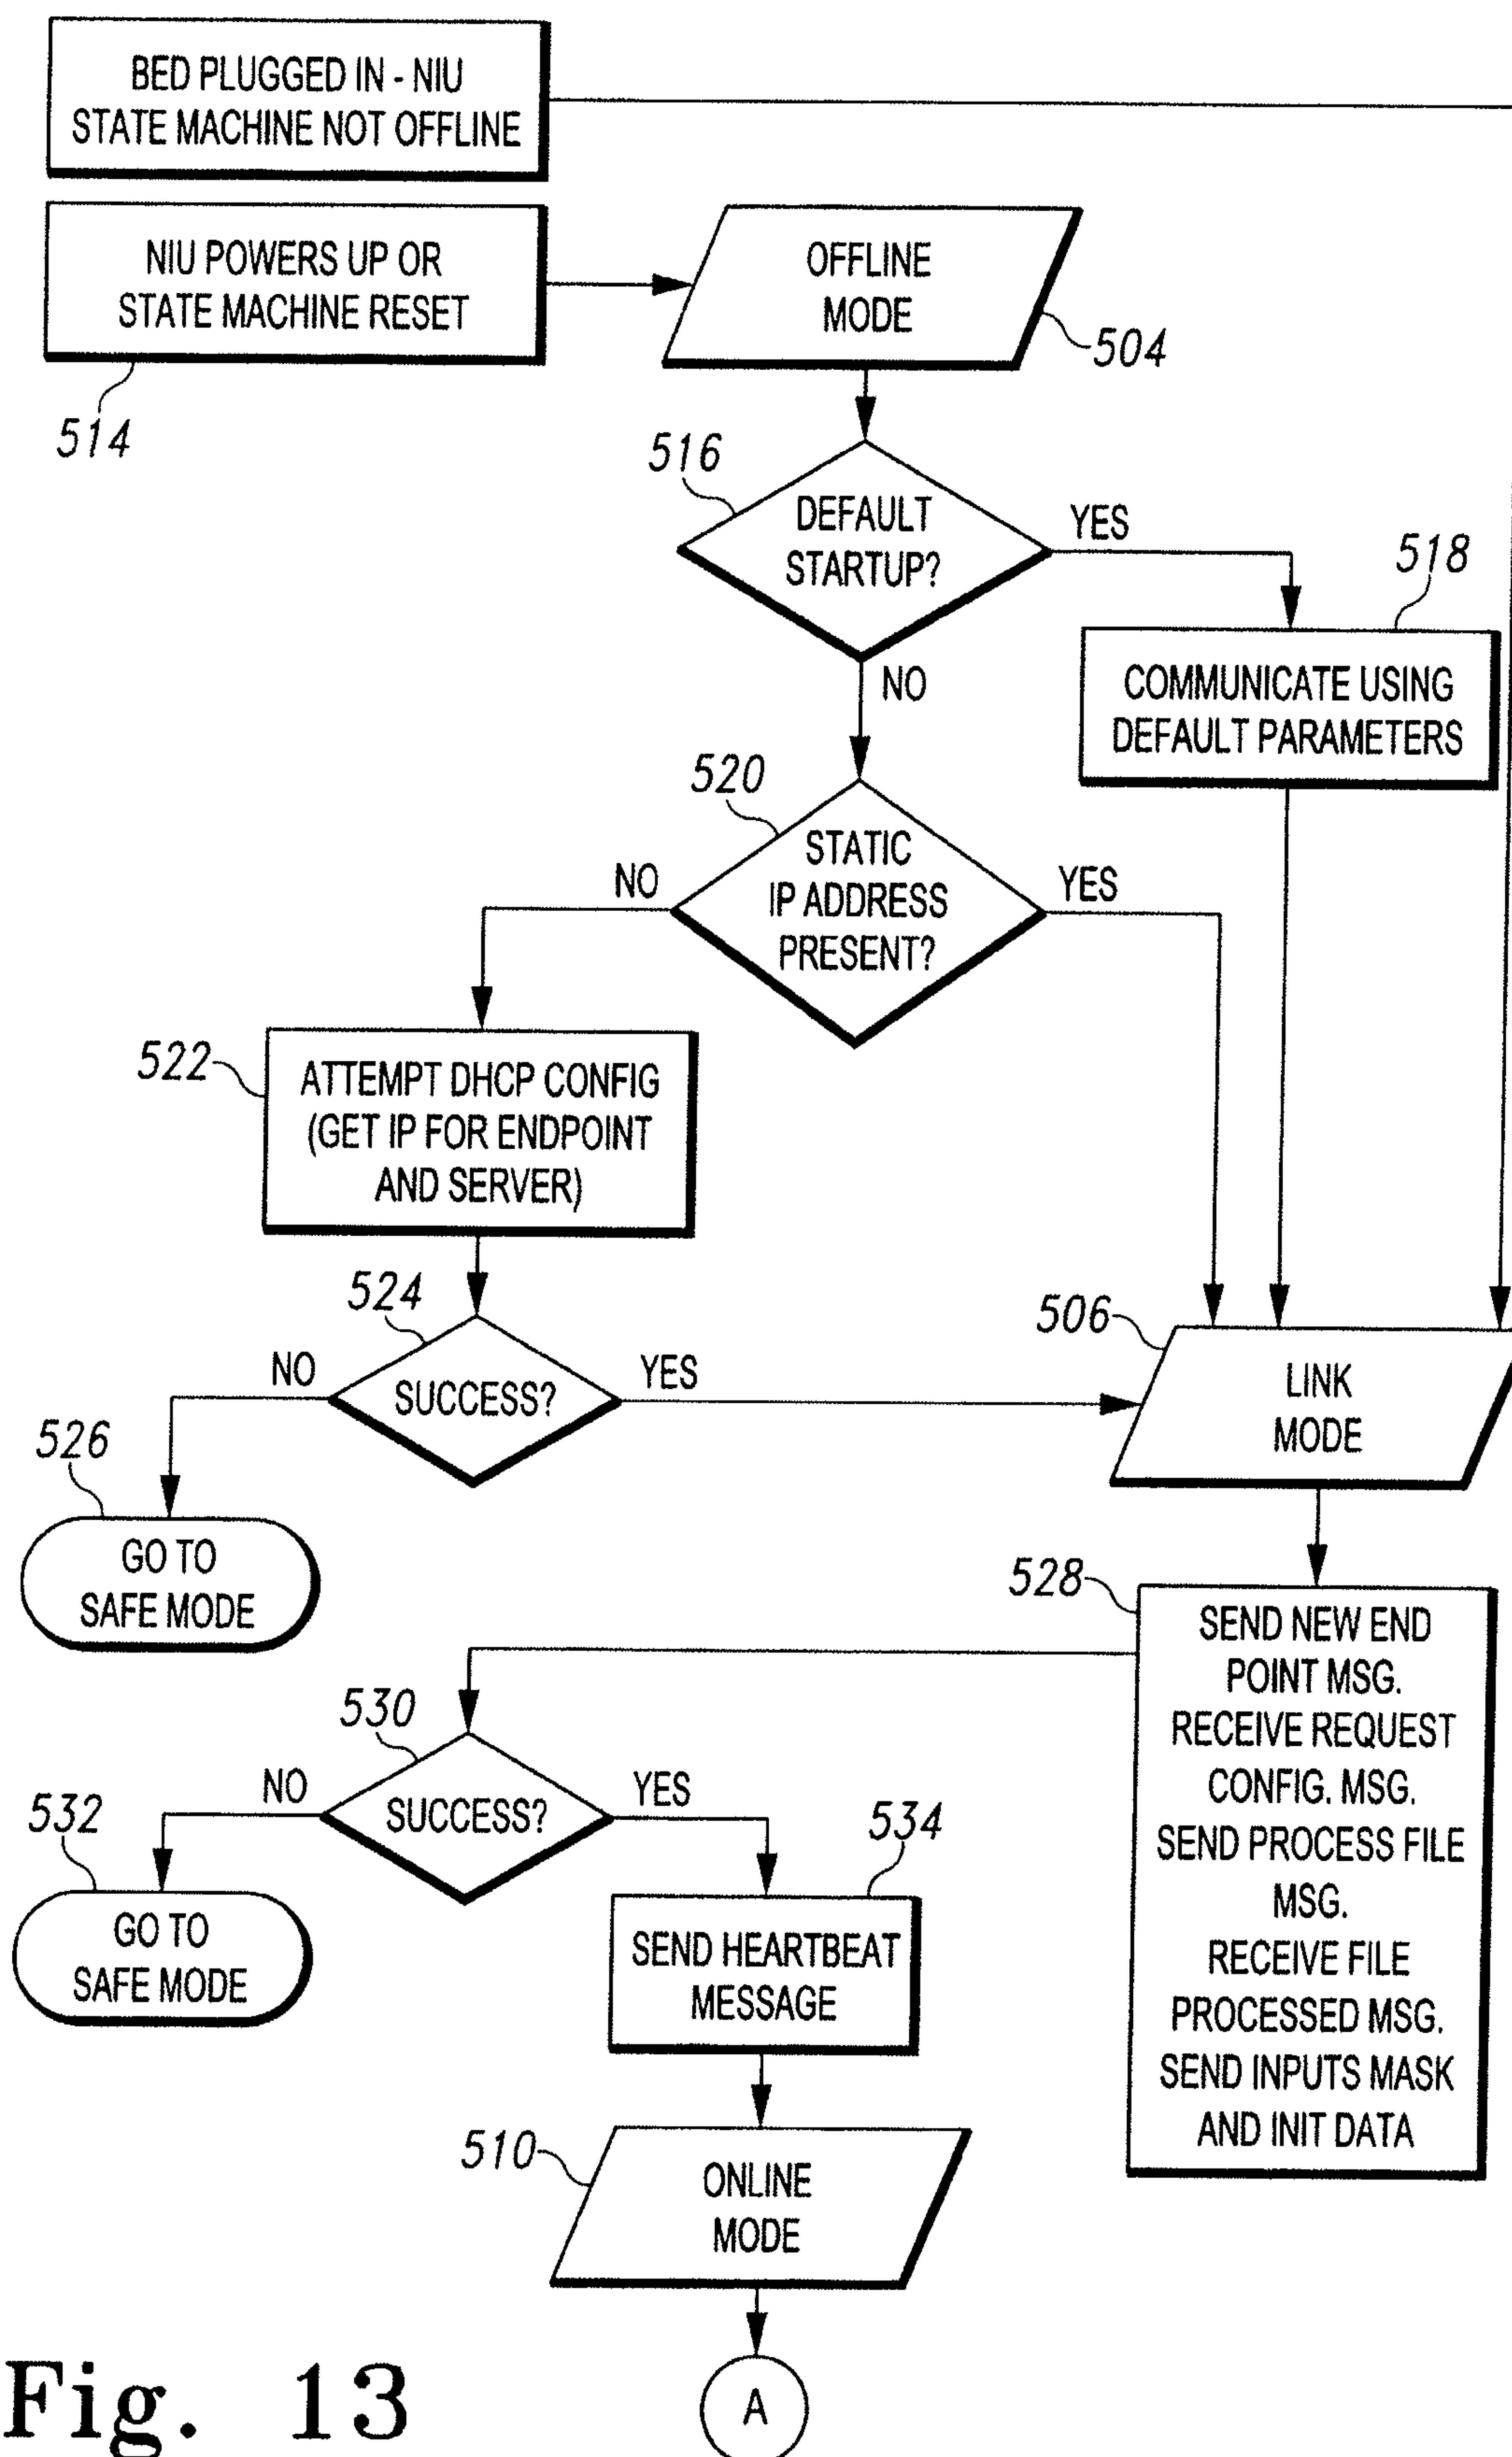 BED PLUGGED IN - NIU
STATE MACHINE NOT OFFLINE
NIU POWERS UP OR
STATE MACHINE RESET
514
OFFLINE
MODE
504
516
DEFAULT
STARTUP?
YES
NO
518
COMMUNICATE USING
DEFAULT PARAMETERS
520
STATIC
IP ADDRESS
PRESENT?
NO
YES
522
ATTEMPT DHCP CONFIG
(GET IP FOR ENDPOINT
AND SERVER)
524
SUCCESS?
NO
YES
506
LINK
MODE
526
GO TO
SAFE MODE
528
SEND NEW END
POINT MSG.
RECEIVE REQUEST
CONFIG. MSG.
SEND PROCESS FILE
MSG.
RECEIVE FILE
PROCESSED MSG.
SEND INPUTS MASK
AND INIT DATA
530
SUCCESS?
NO
YES
532
GO TO
SAFE MODE
534
SEND HEARTBEAT
MESSAGE
510
ONLINE
MODE
A
Fig. 13